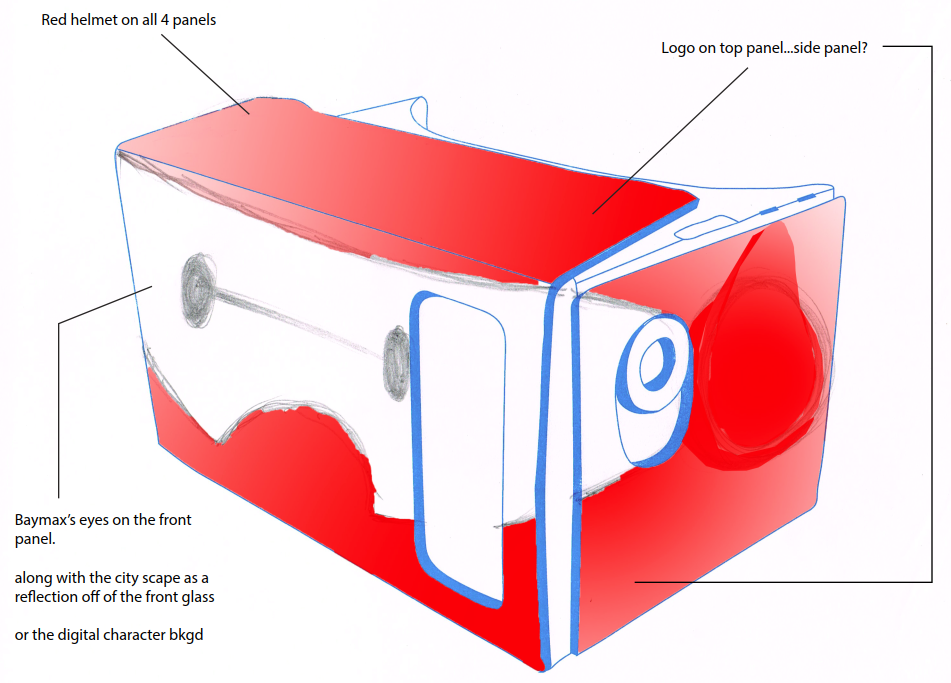 Red helmet on all 4 panels
Logo on top panel...side panel?
Baymax's eyes on the front
panel.
along with the city scape as a
reflection off of the front glass
or the digital character bkgd